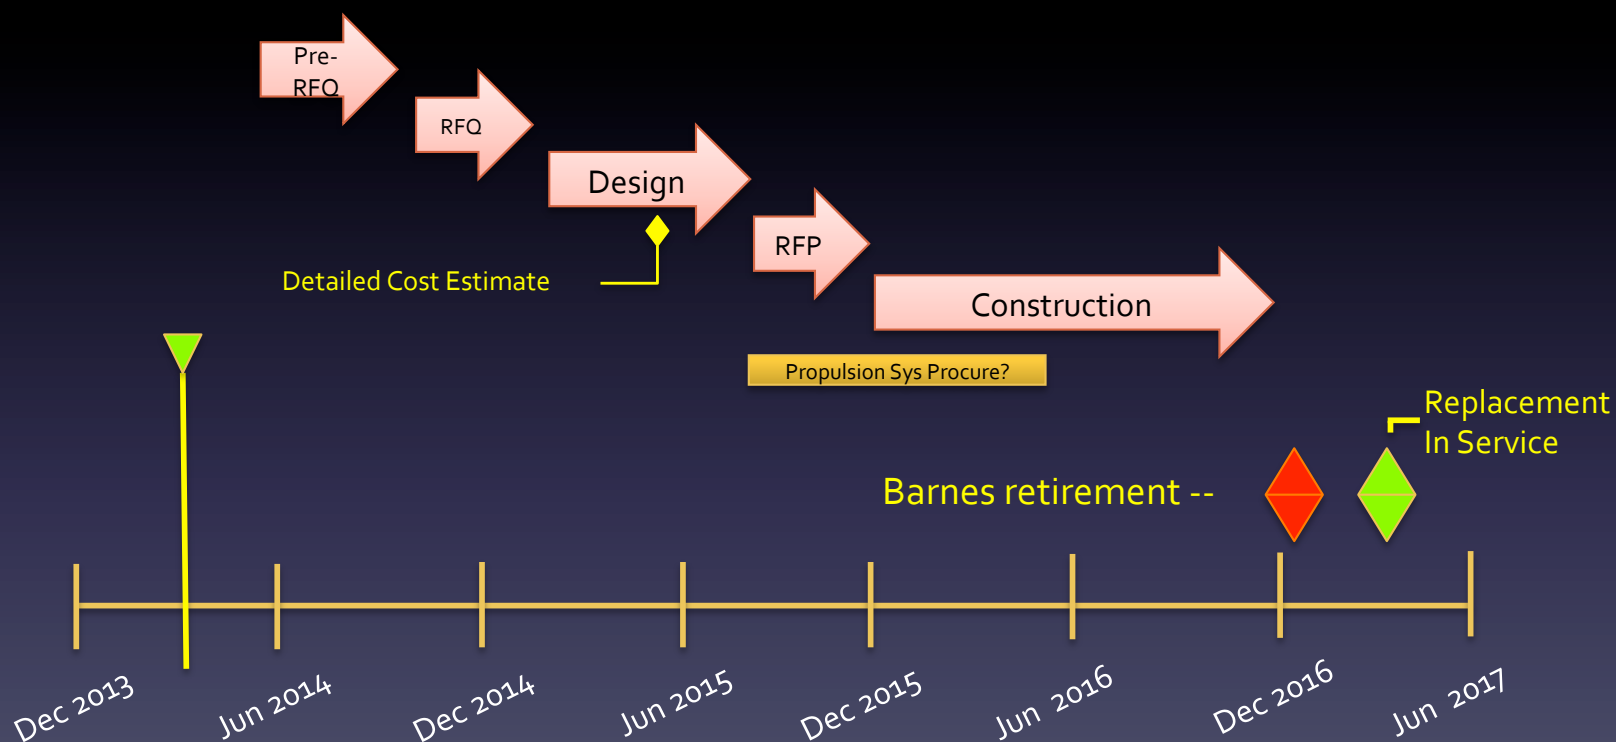 Pre-
RFQ
RFQ
Design
RFP
Detailed Cost Estimate
Construction
Propulsion Sys Procure?
Replacement
In Service
Barnes retirement --
Dec 2013
Jun 2014
Dec 2014
Jun 2015
Dec 2015
Jun 2016
Dec 2016
Jun 2017